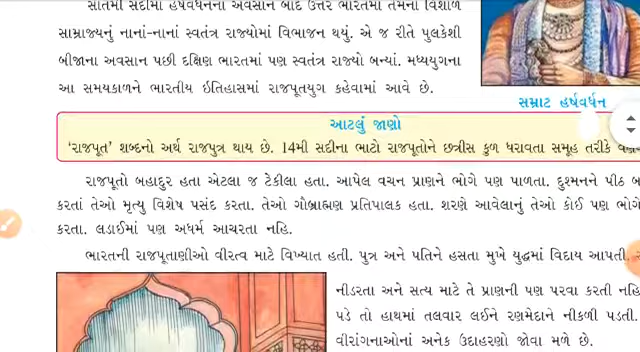 સાતમી સદીમાં હર્ષવર્ધનના અવસાન બાદ ઉત્તર ભારતમાં તેમના વિશાળ
સામ્રાજ્યનું નાનાં-નાનાં સ્વતંત્ર રાજ્યોમાં વિભાજન થયું. એ જ રીતે પુલકેશી
બીજાના અવસાન પછી દક્ષિણ ભારતમાં પણ સ્વતંત્ર રાજ્યો બન્યાં. મધ્યયુગના
આ સમયકાળને ભારતીય ઇતિહાસમાં રાજપૂતયુગ કહેવામાં આવે છે.
સમ્રાટ હર્ષવર્ધન
આટલું જાણો
‘રાજપૂત’ શબ્દનો અર્થ રાજપુત્ર થાય છે. 14મી સદીના ભાટો રાજપૂતોને છત્રીસ કુળ ધરાવતા સમૂહ તરીકે
રાજપૂતો બહાદુર હતા એટલા જ ટેકીલા હતા. આપેલ વચન પ્રાણને ભોગે પણ પાળતા. દુશ્મનને પીઠ
કરતાં તેઓ મૃત્યુ વિશેષ પસંદ કરતા. તેઓ ગૌબ્રાહ્મણ પ્રતિપાલક હતા. શરણે આવેલાનું તેઓ કોઈ પણ ભોગે
કરતા. લડાઈમાં પણ અધર્મ આચરતા નહિ.
ભારતની રાજપૂતાણીઓ વીરત્વ માટે વિખ્યાત હતી. પુત્ર અને પતિને હસતા મુખે યુદ્ધમાં વિદાય આપતી.
નીડરતા અને સત્ય માટે તે પ્રાણની પણ પરવા કરતી નહિ
પડે તો હાથમાં તલવાર લઈને રણમેદાને નીકળી પડતી.
વીરાંગનાઓનાં અનેક ઉદાહરણો જોવા મળે છે.